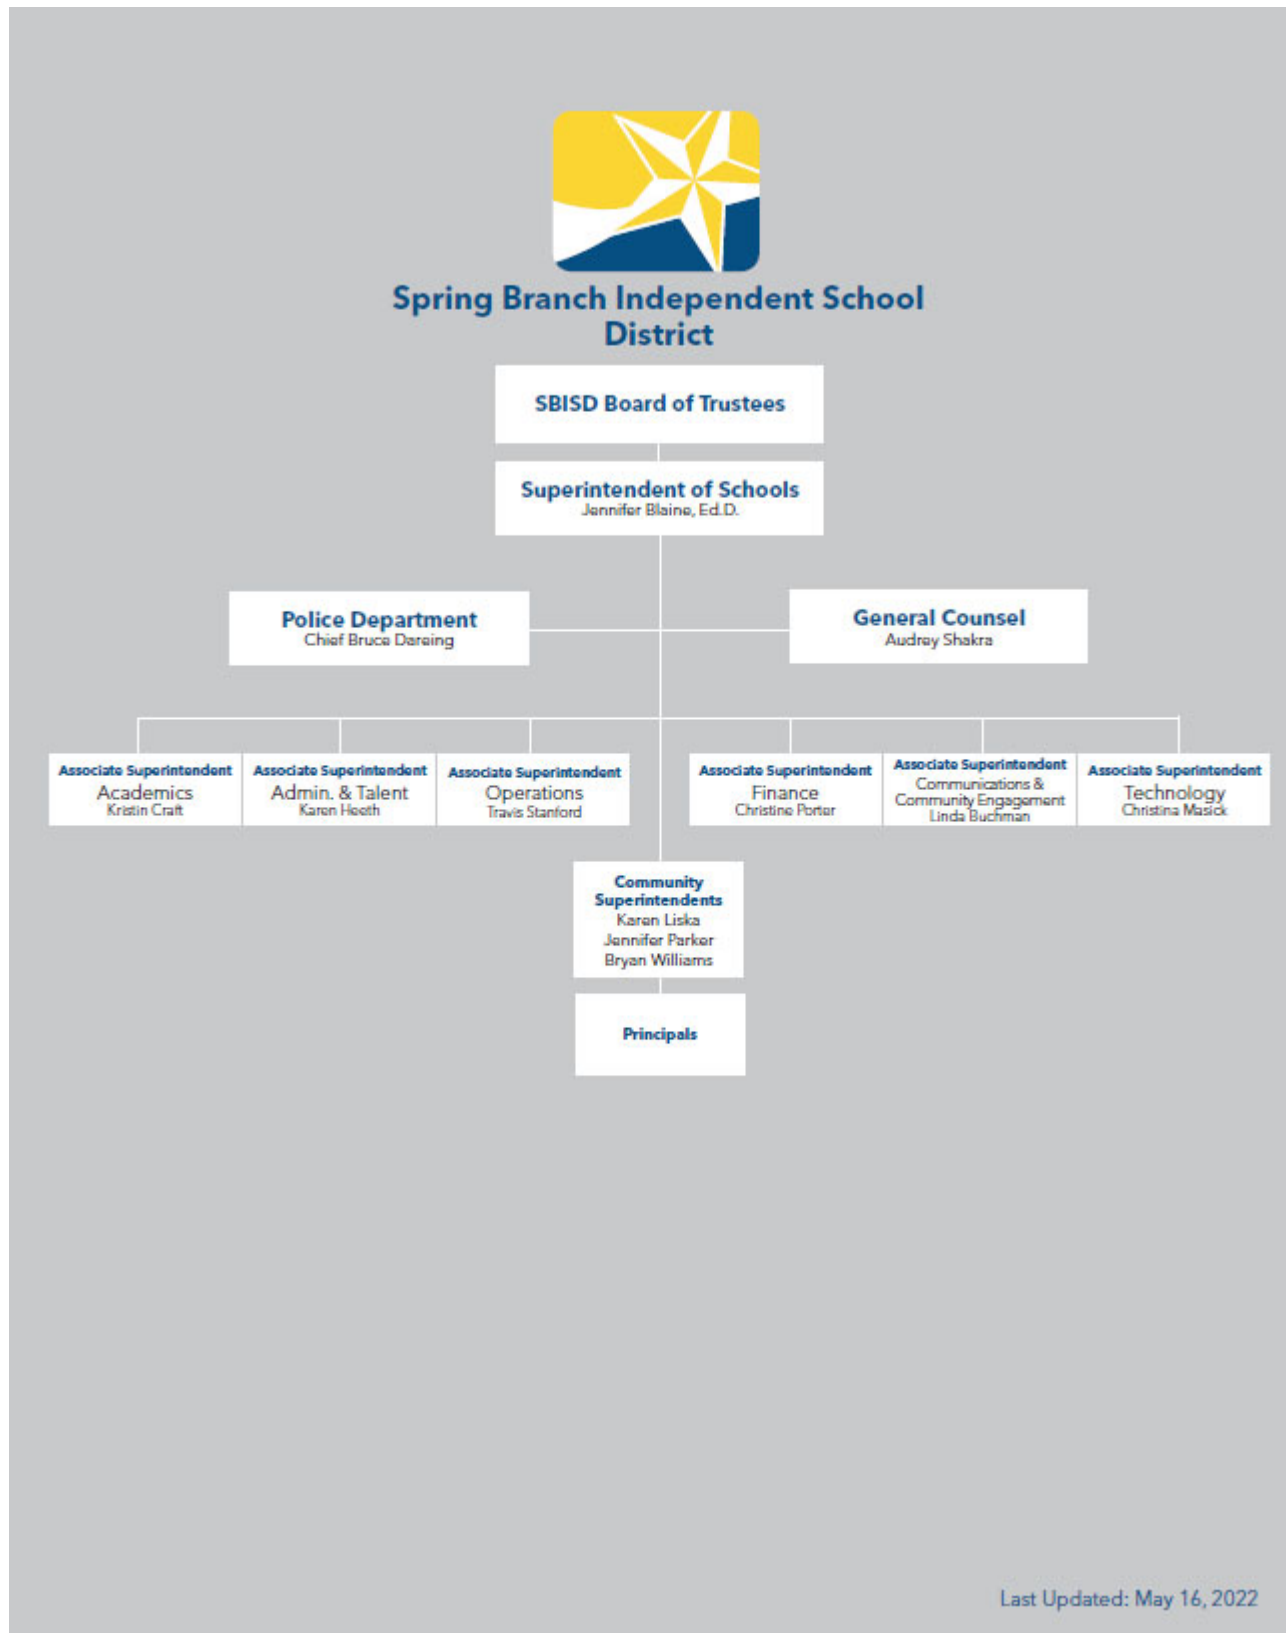 Spring Branch Independent School
District
SBISD Board of Trustees
Superintendent of Schools
Jennifer Blaine, Ed.D.
Police Department
Chief Bruce Dareing
General Counsel
Audrey Shakra
Associate Superintendent
Academics
Kristin Craft
Associate Superintendent
Admin. & Talent
Karen Heeth
Associate Superintendent
Operations
Travis Stanford
Associate Superintendent
Finance
Christine Porter
Associate Superintendent
Communications &
Community Engagement
Linda Buchman
Associate Superintendent
Technology
Christina Masick
Community
Superintendents
Karen Liska
Jennifer Parker
Bryan Williams
Principals
Last Updated: May 16, 2022